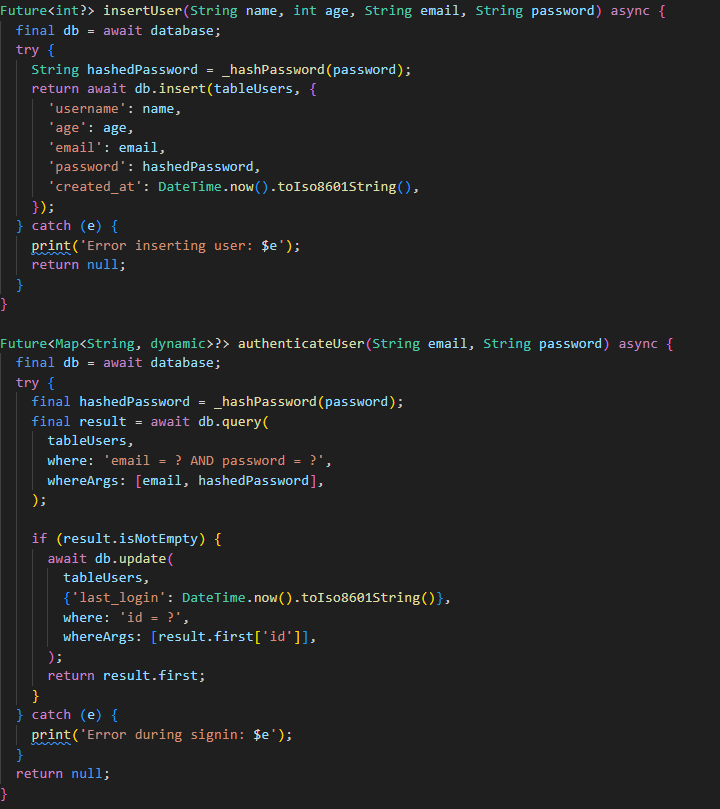 Future<int?> insertUser(String name, int age, String email, String password) async {
  final db = await database;
  try {
    String hashedPassword = _hashPassword(password);
    return await db.insert(tableUsers, {
      'username': name,
      'age': age,
      'email': email,
      'password': hashedPassword,
      'created_at': DateTime.now().toIso8601String(),
    });
  } catch (e) {
    print('Error inserting user: $e');
    return null;
  }
}

Future<Map<String, dynamic>?> authenticateUser(String email, String password) async {
  final db = await database;
  try {
    final hashedPassword = _hashPassword(password);
    final result = await db.query(
      tableUsers,
      where: 'email = ? AND password = ?',
      whereArgs: [email, hashedPassword],
    );

    if (result.isNotEmpty) {
      await db.update(
        tableUsers,
        {'last_login': DateTime.now().toIso8601String()},
        where: 'id = ?',
        whereArgs: [result.first['id']],
      );
      return result.first;
    }
  } catch (e) {
    print('Error during signin: $e');
  }
  return null;
}